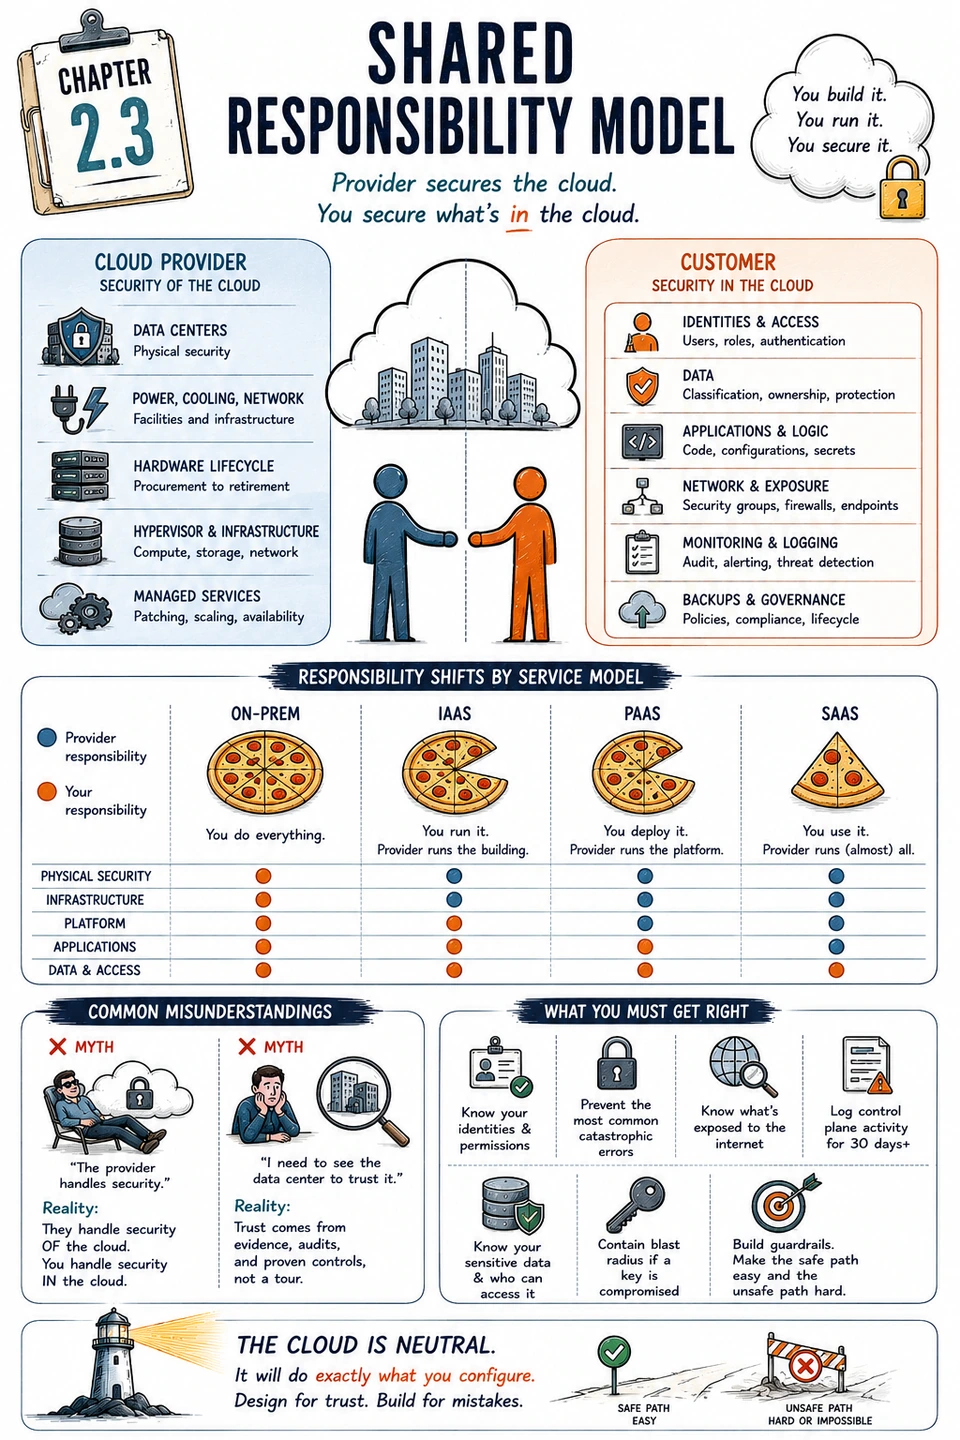 CHAPTER
2.3
SHARED
RESPONSIBILITY MODEL
Provider secures the cloud.
You secure what's in the cloud.
You build it.
You run it.
You secure it.
CLOUD PROVIDER
SECURITY OF THE CLOUD
DATA CENTERS
Physical security
POWER, COOLING, NETWORK
Facilities and infrastructure
HARDWARE LIFECYCLE
Procurement to retirement
HYPERVISOR & INFRASTRUCTURE
Compute, storage, network
MANAGED SERVICES
Patching, scaling, availability
CUSTOMER
SECURITY IN THE CLOUD
IDENTITIES & ACCESS
Users, roles, authentication
DATA
Classification, ownership, protection
</>
APPLICATIONS & LOGIC
Code, configurations, secrets
NETWORK & EXPOSURE
Security groups, firewalls, endpoints
MONITORING & LOGGING
Audit, alerting, threat detection
BACKUPS & GOVERNANCE
Policies, compliance, lifecycle
RESPONSIBILITY SHIFTS BY SERVICE MODEL
Provider
responsibility
Your
responsibility
ON-PREM
You do everything.
IAAS
You run it.
Provider runs the building.
PAAS
You deploy it.
Provider runs the platform.
SAAS
You use it.
Provider runs (almost) all.
PHYSICAL SECURITY
INFRASTRUCTURE
PLATFORM
APPLICATIONS
DATA & ACCESS
COMMON MISUNDERSTANDINGS
MYTH
"The provider
handles security."
Reality:
They handle security
OF the cloud.
You handle security
IN the cloud.
MYTH
"I need to see the
data center to trust it."
Reality:
Trust comes from
evidence, audits,
and proven controls,
not a tour.
WHAT YOU MUST GET RIGHT
Know your
identities &
permissions
Prevent the
most common
catastrophic
errors
Know what's
exposed to the
internet
Log control
plane activity
for 30 days+
Know your
sensitive data
& who can
access it
Contain blast
radius if a
key is
compromised
Build guardrails.
Make the safe path
easy and the
unsafe path hard.
THE CLOUD IS NEUTRAL.
It will do exactly what you configure.
Design for trust. Build for mistakes.
SAFE PATH
EASY
UNSAFE PATH
HARD OR IMPOSSIBLE